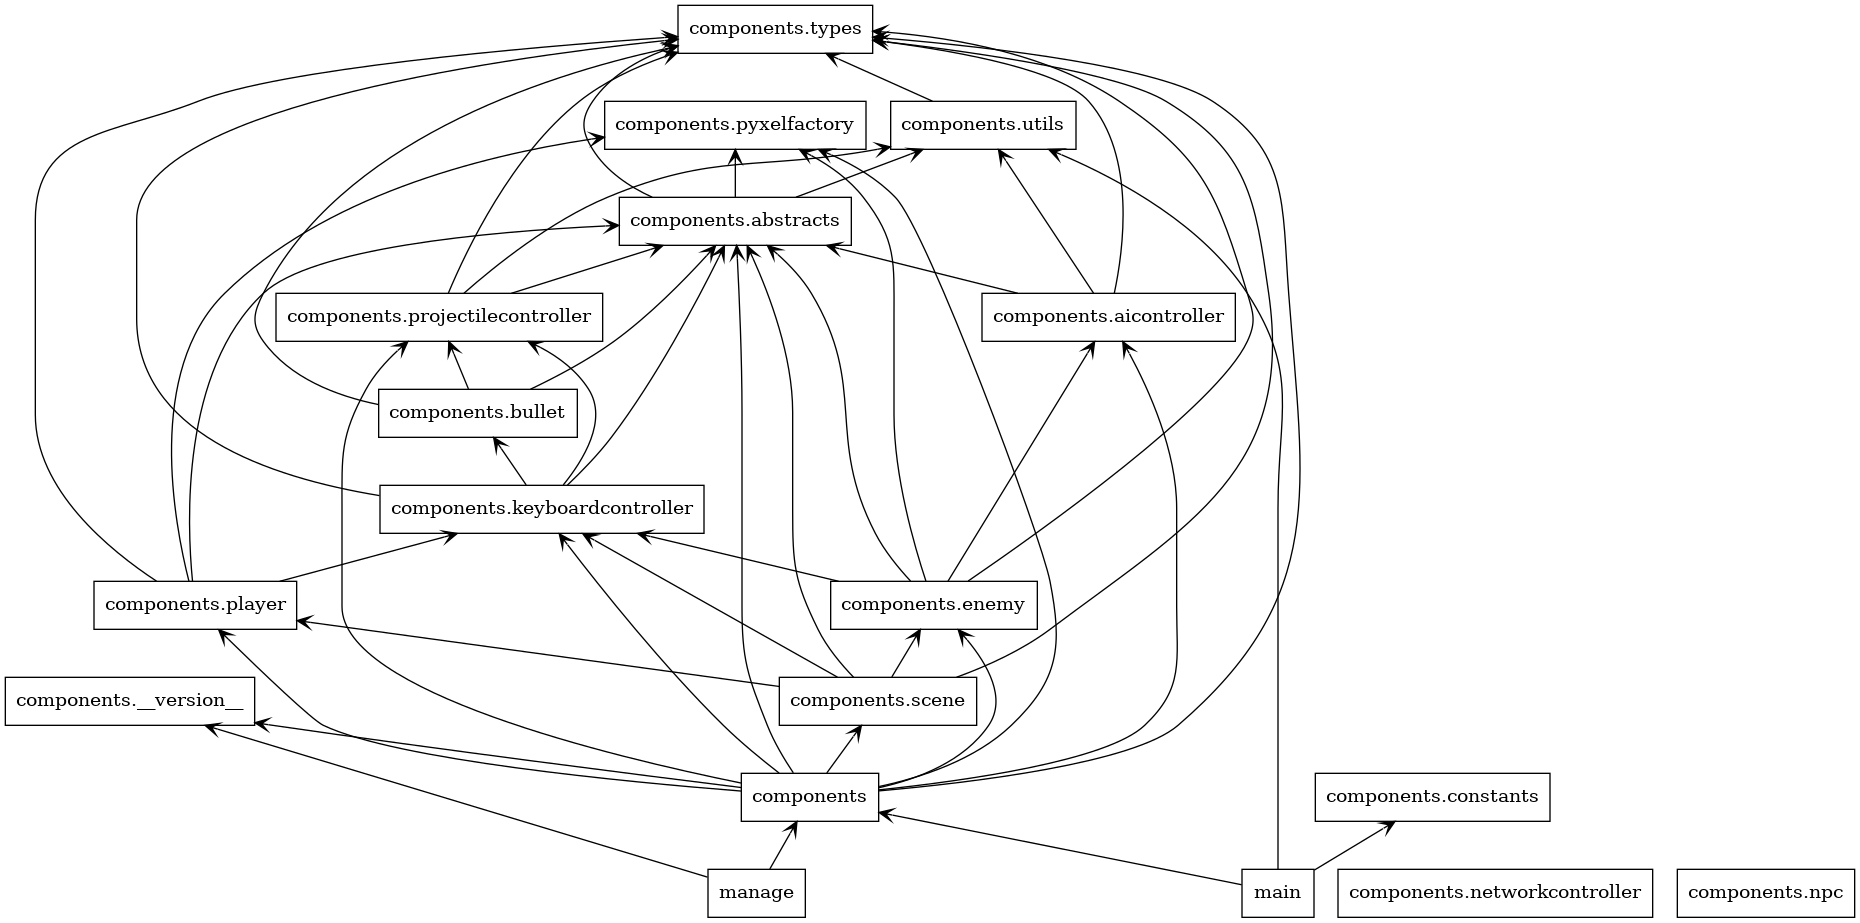 components.types
components.pyxelfactory
components.utils
components.abstracts
components.projectilecontroller
components.aicontroller
components.bullet
components.keyboardcontroller
components.player
components.enemy
components.__version__
components.scene
components
components.constants
manage
main
components.networkcontroller
components.npc